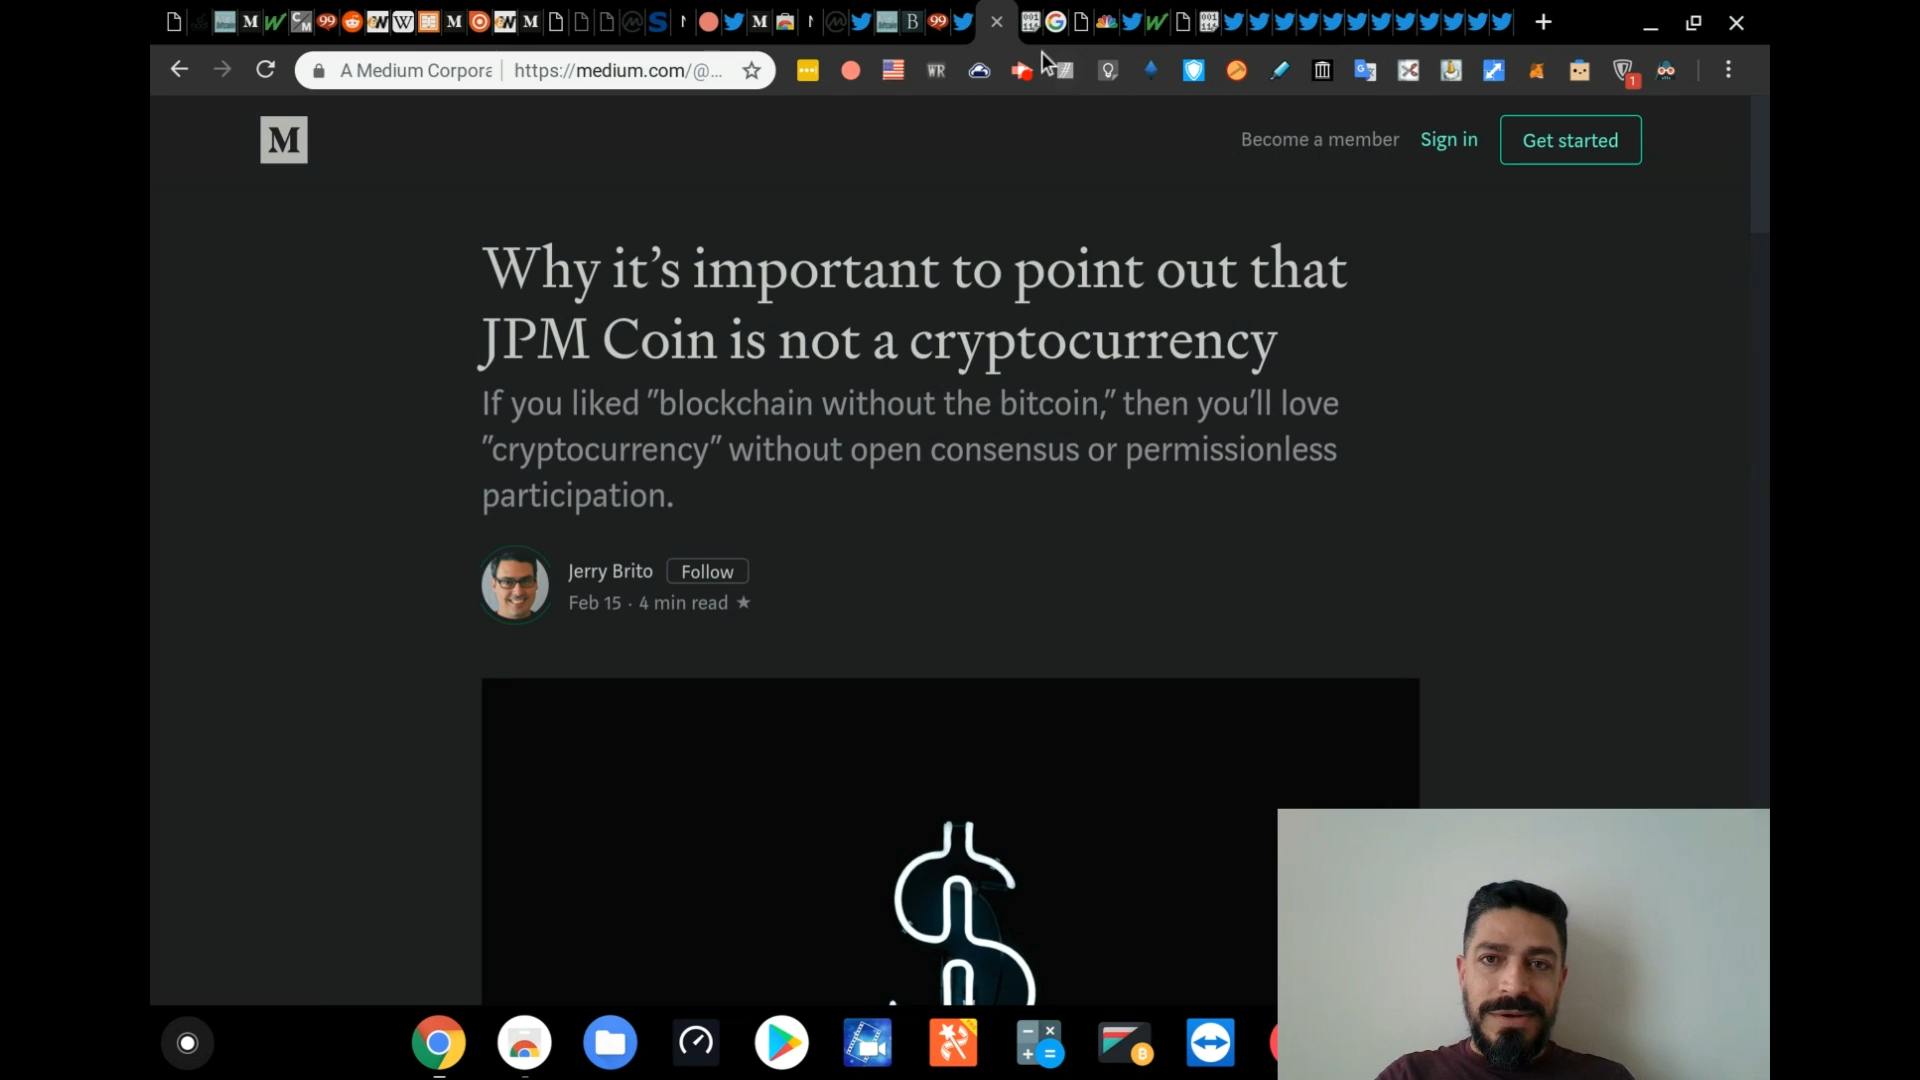 A Medium Corpora
https://medium.com/@...
WR
1
M
Become a member
Sign in
Get started
Why it’s important to point out that
JPM Coin is not a cryptocurrency
If you liked ”blockchain without the bitcoin,” then you’ll love
”cryptocurrency” without open consensus or permissionless
participation.
Jerry Brito
Follow
Feb 15 · 4 min read ★